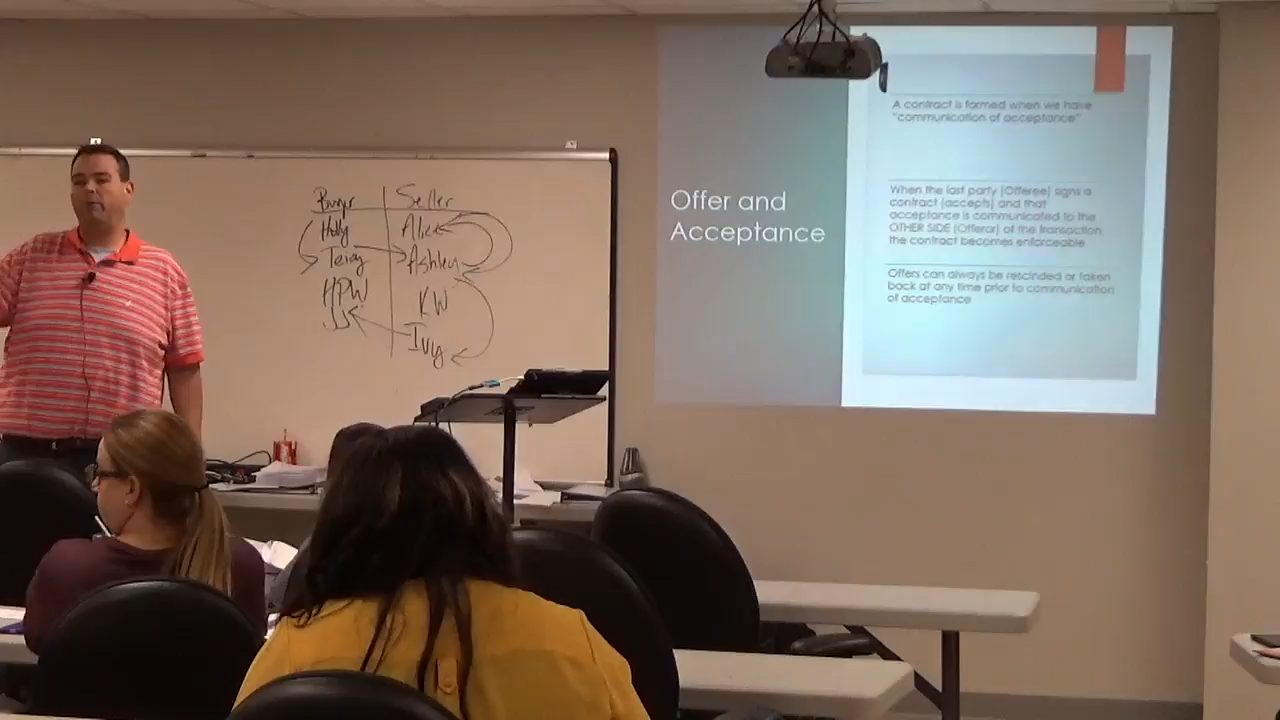 Buyer Seller
Holly Alice
Teing Ashley
HPW KW
JJ Ivy
Offer and
Acceptance
A contract is formed when we have
"communication of acceptance"
When the last party (Offeree) signs a
contract (accepts) and that
acceptance is communicated to the
OTHER SIDE (Offeror) of the transaction
the contract becomes enforceable
Offers can always be rescinded or taken
back at any time prior to communication
of acceptance